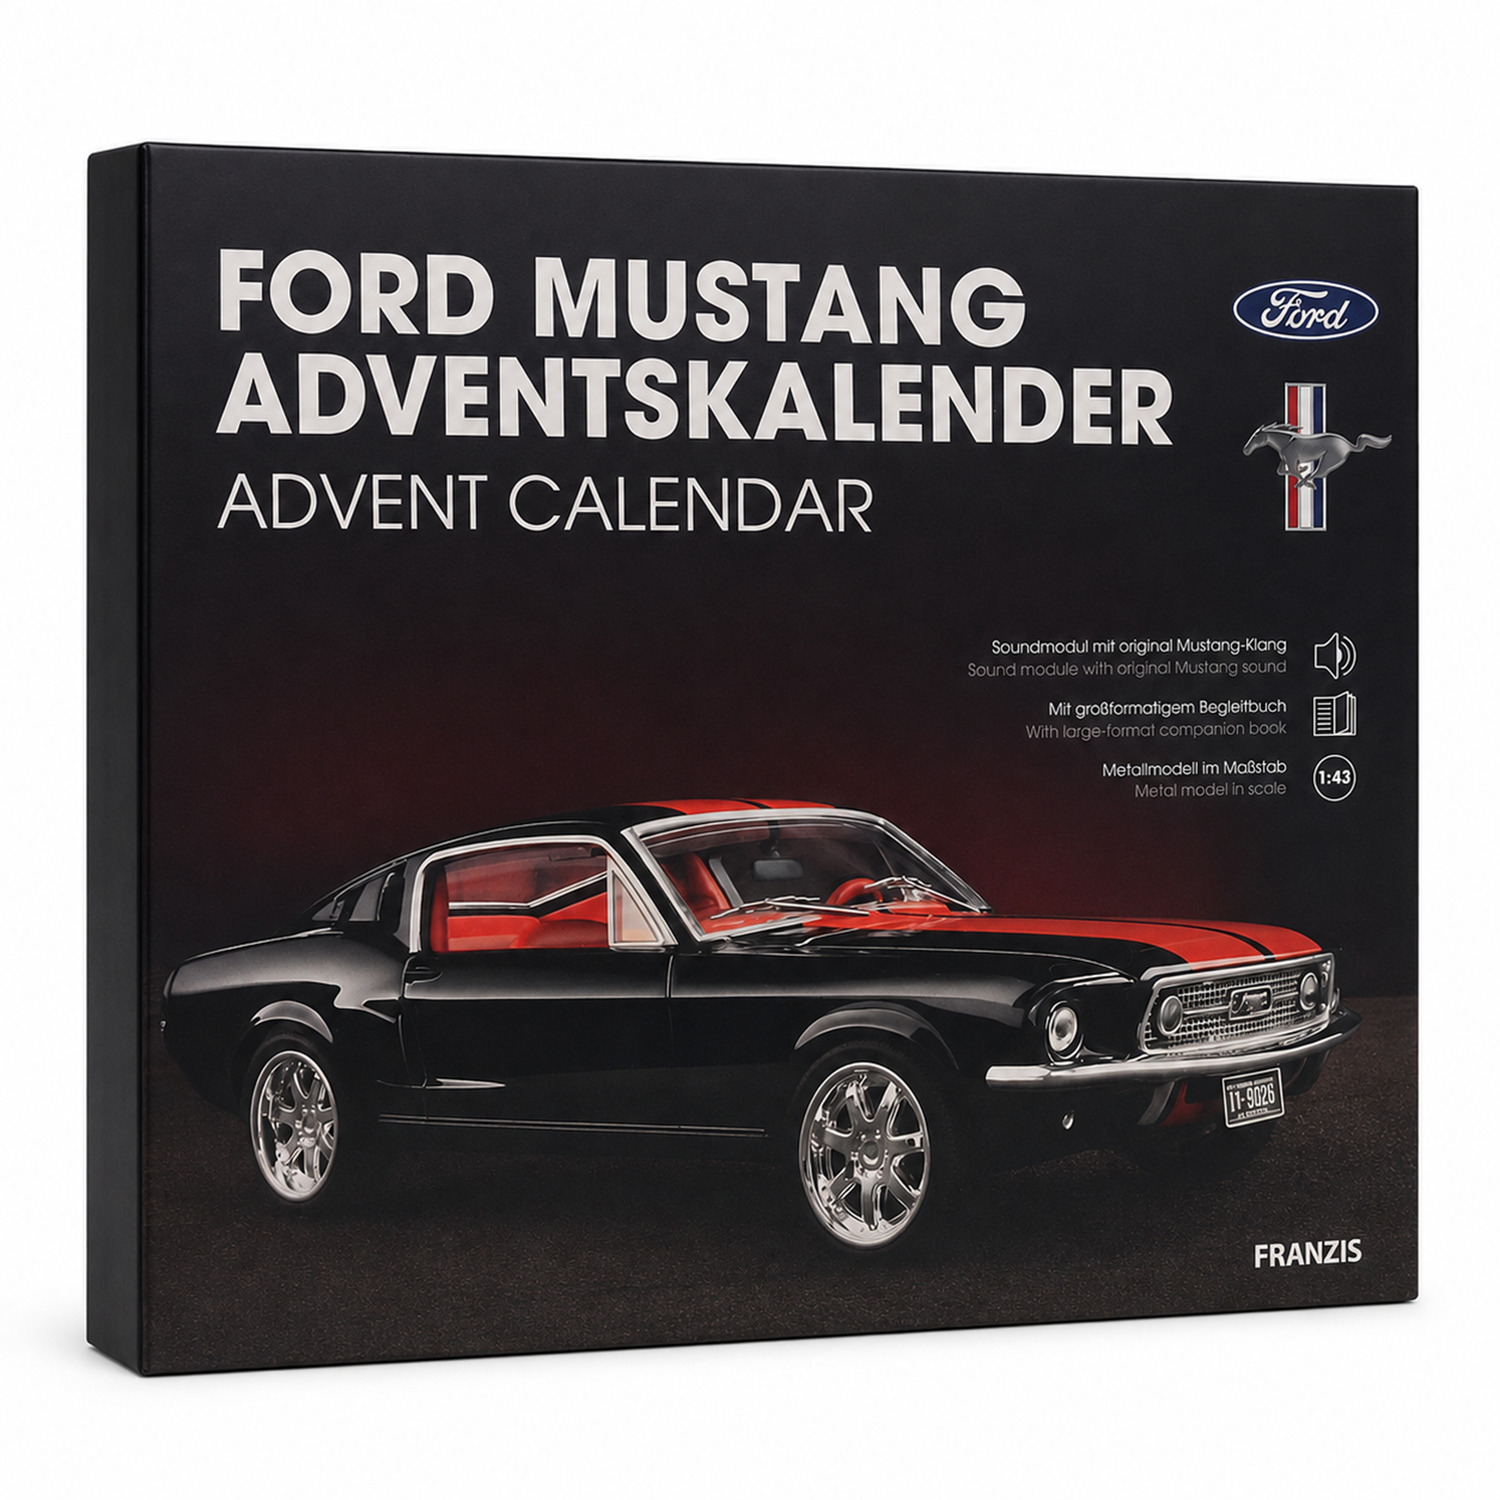 FORD MUSTANG
ADVENTSKALENDER
ADVENT CALENDAR
Ford
Soundmodul mit original Mustang-Klang
Sound module with original Mustang sound
Mit großformatigem Begleitbuch
With large-format companion book
Metallmodell im Maßstab
Metal model in scale
1:43
11-9026
FRANZIS